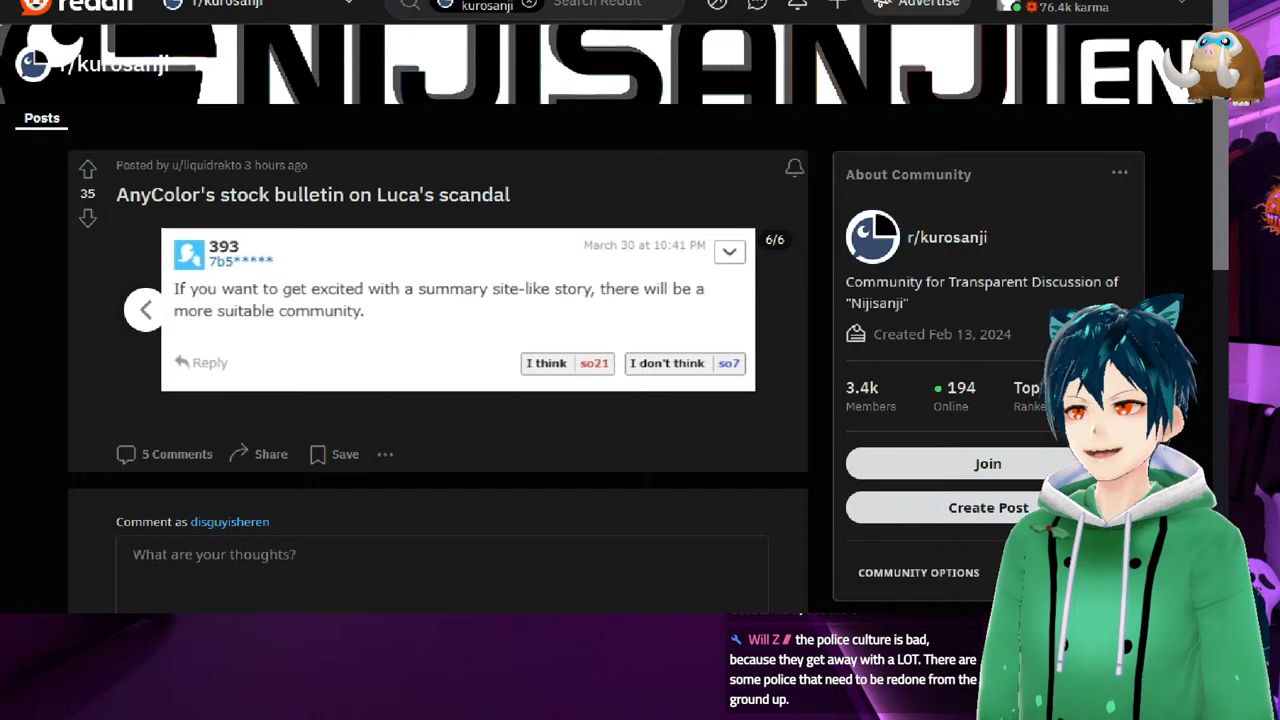 reddit
r/kurosanji
kurosanji
Search Reddit
Advertise
76.4k karma
NIJISANJI EN
r/kurosanji
Posts
Posted by u/liquidrekto 3 hours ago
35
AnyColor's stock bulletin on Luca's scandal
393
7b5*****
March 30 at 10:41 PM
6/6
If you want to get excited with a summary site-like story, there will be a
more suitable community.
Reply
I think so21
I don't think so7
5 Comments
Share
Save
Comment as disguyisheren
What are your thoughts?
About Community
r/kurosanji
Community for Transparent Discussion of
"Nijisanji"
Created Feb 13, 2024
3.4k
194
Top
Members
Online
Join
Create Post
COMMUNITY OPTIONS
Will Z the police culture is bad,
because they get away with a LOT. There are
some police that need to be redone from the
ground up.